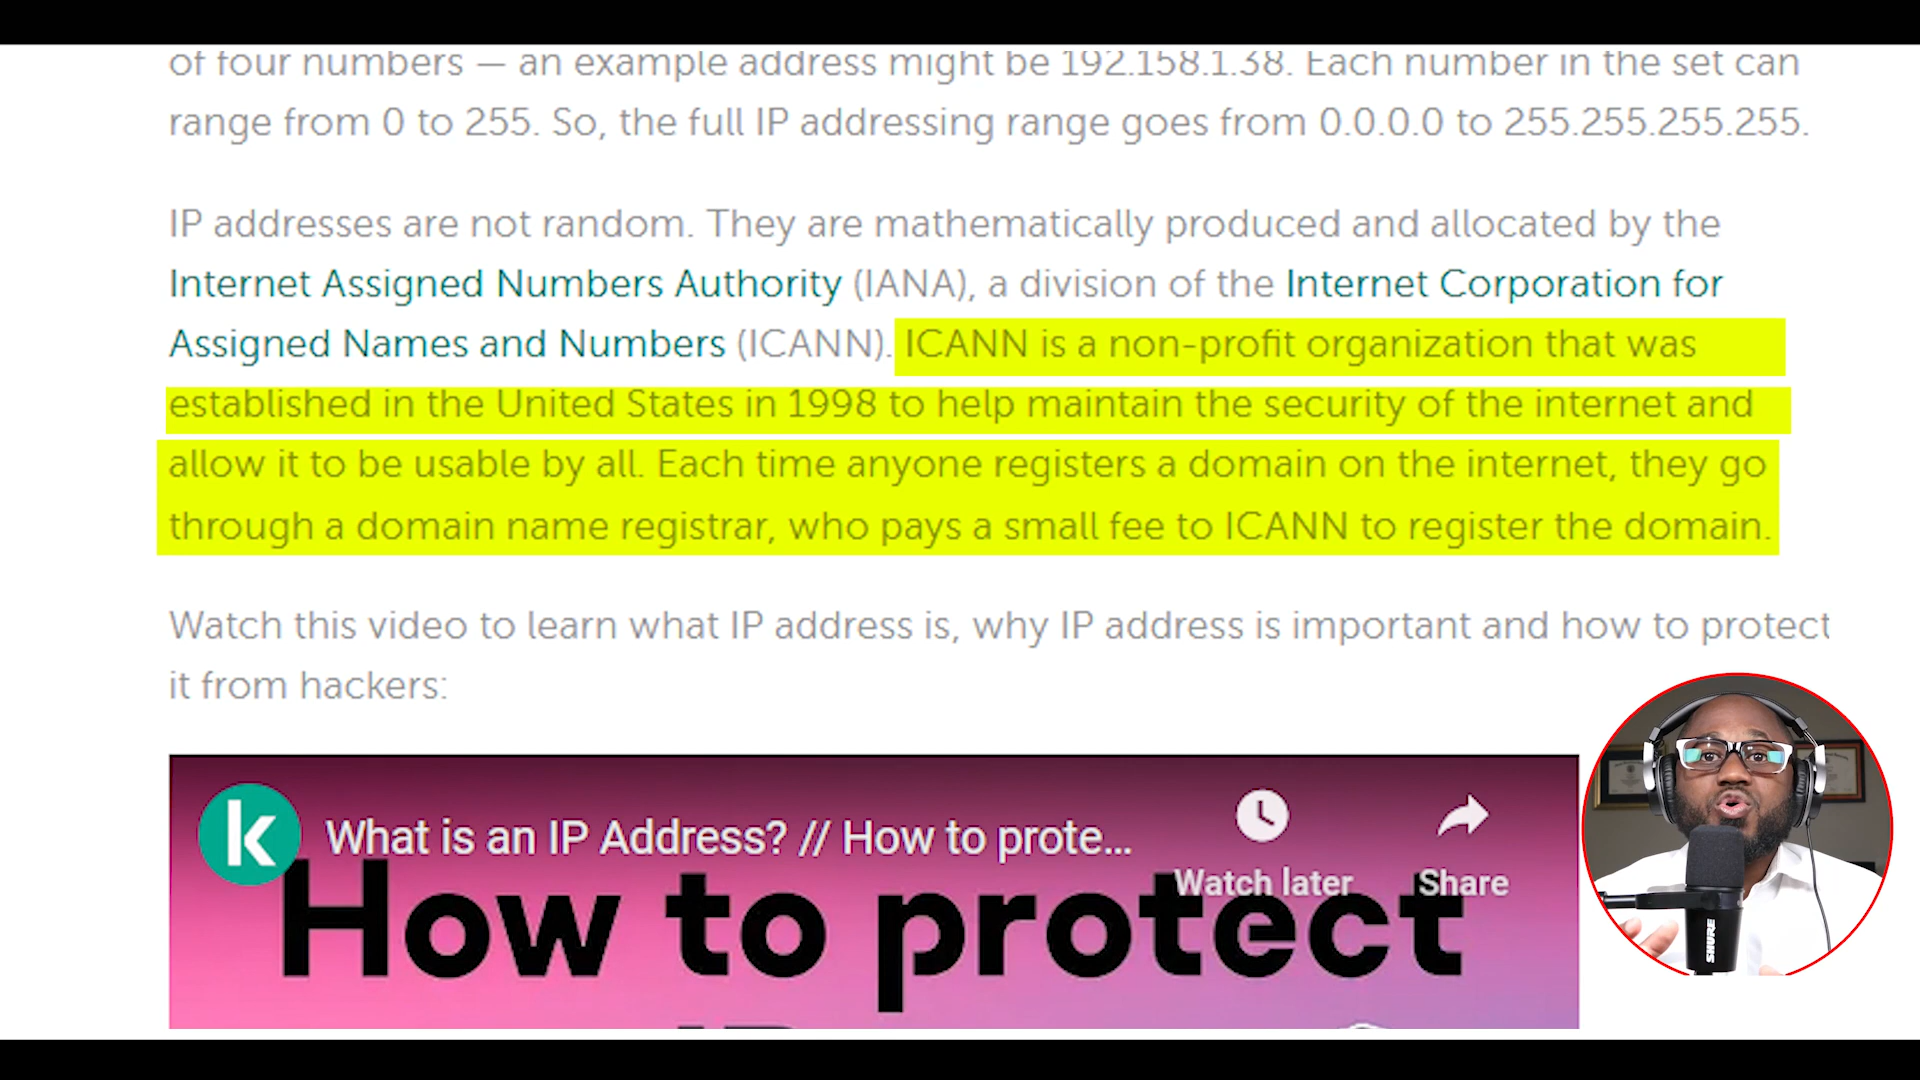 of four numbers — an example address might be 192.158.1.38. Each number in the set can
range from 0 to 255. So, the full IP addressing range goes from 0.0.0.0 to 255.255.255.255.
IP addresses are not random. They are mathematically produced and allocated by the
Internet Assigned Numbers Authority (IANA), a division of the Internet Corporation for
Assigned Names and Numbers (ICANN). ICANN is a non-profit organization that was
established in the United States in 1998 to help maintain the security of the internet and
allow it to be usable by all. Each time anyone registers a domain on the internet, they go
through a domain name registrar, who pays a small fee to ICANN to register the domain.
Watch this video to learn what IP address is, why IP address is important and how to protect
it from hackers:
k
What is an IP Address? // How to prote...
Watch later
Share
How to protect
SHURE